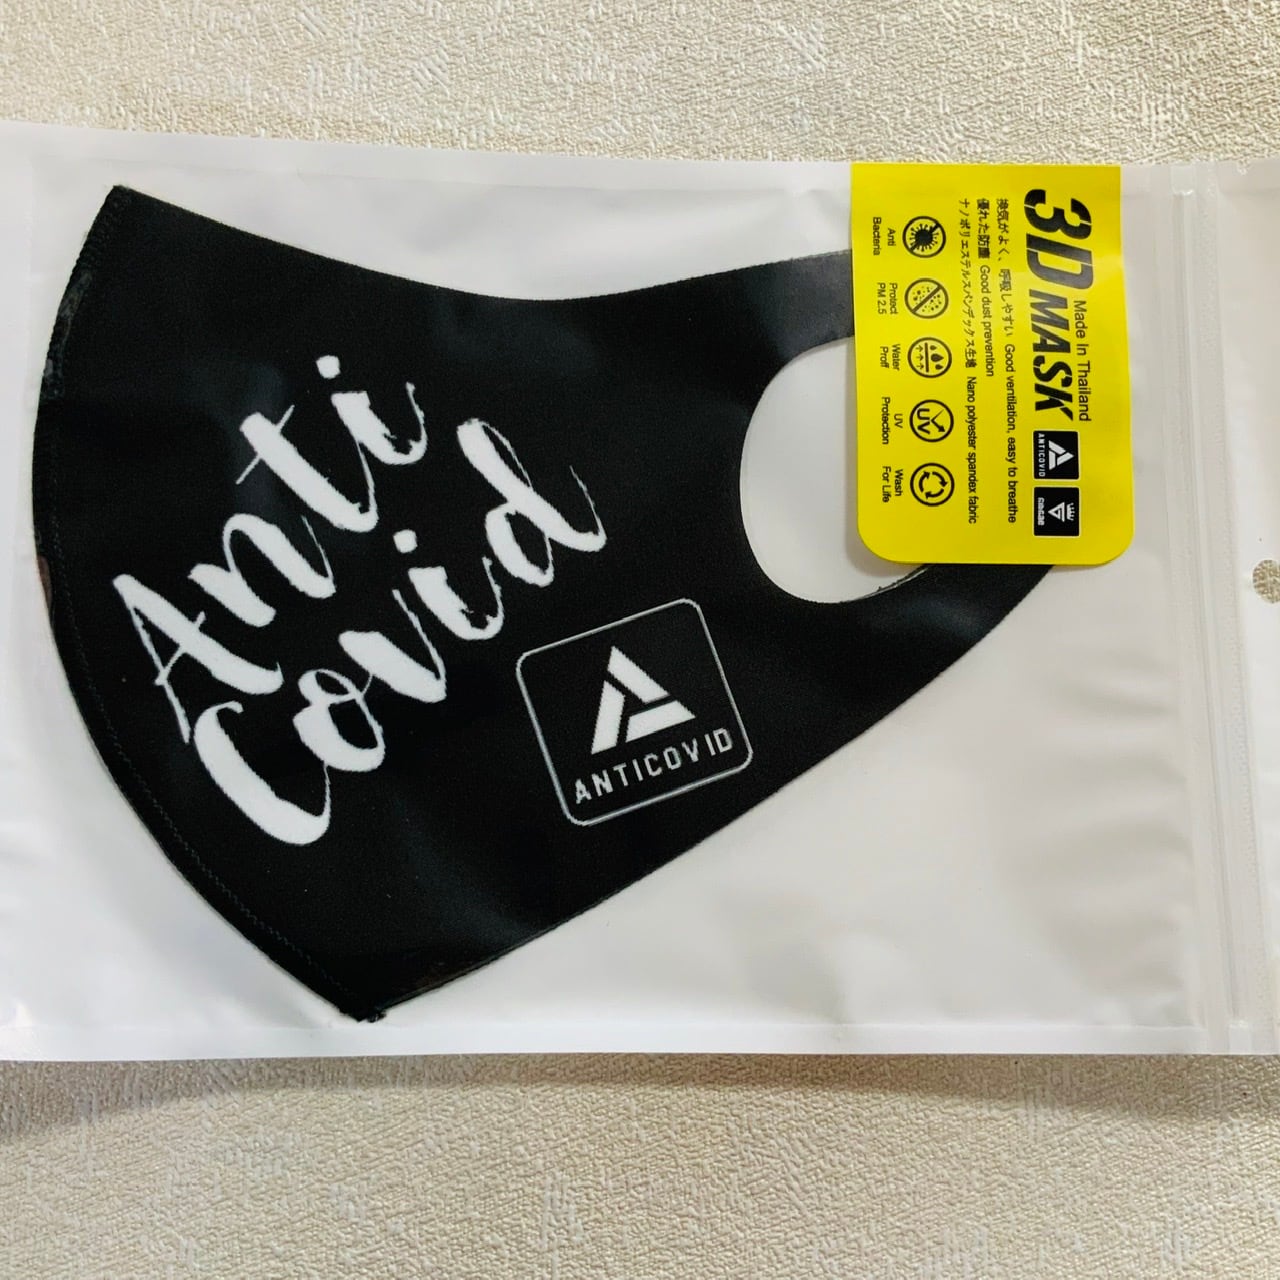 Anti
Covid
ANTICOVID
3D MASK
Made In Thailand
ANTICOVID
換気がよく、呼吸しやすい Good ventilation, easy to breathe
優れた防塵 Good dust prevention
ナノポリエステルスパンデックス生地 Nano polyester spandex fabric
Anti
Bacteria
Protect
PM 2.5
Water
Proff
UV
UV
Protection
Wash
For Life